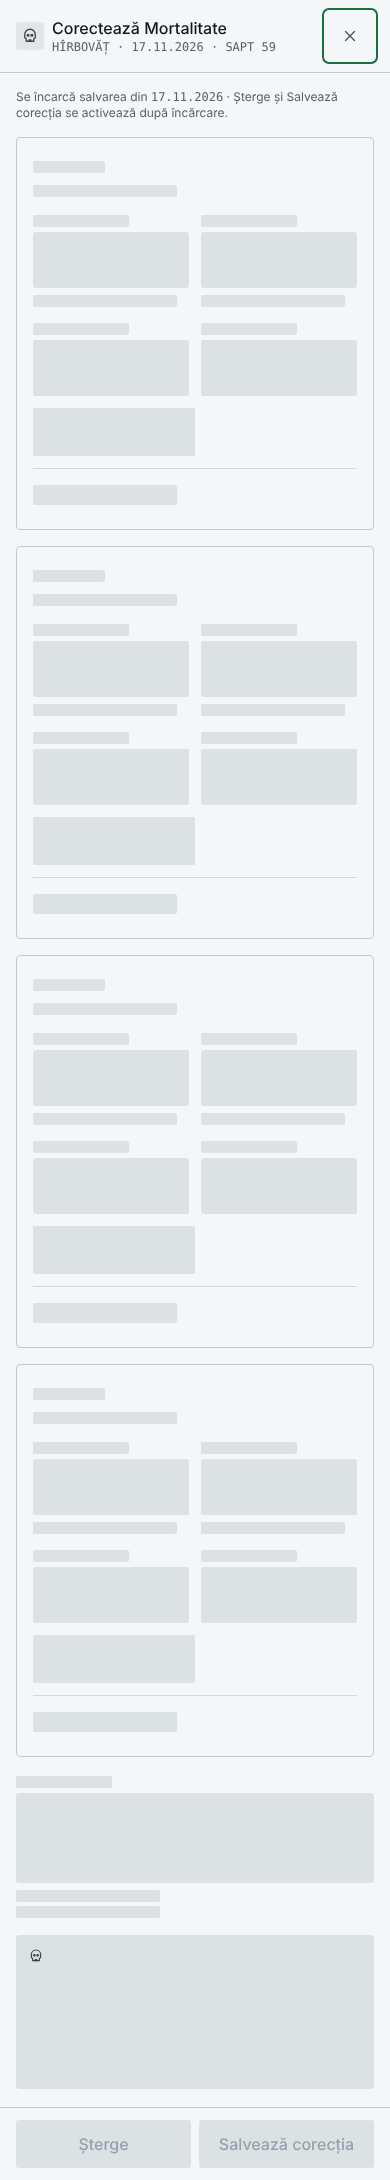 Corectează Mortalitate
HÎRBOVĂȚ · 17.11.2026 · SAPT 59
Se încarcă salvarea din 17.11.2026 · Șterge și Salvează
corecția se activează după încărcare.
Șterge
Salvează corecția